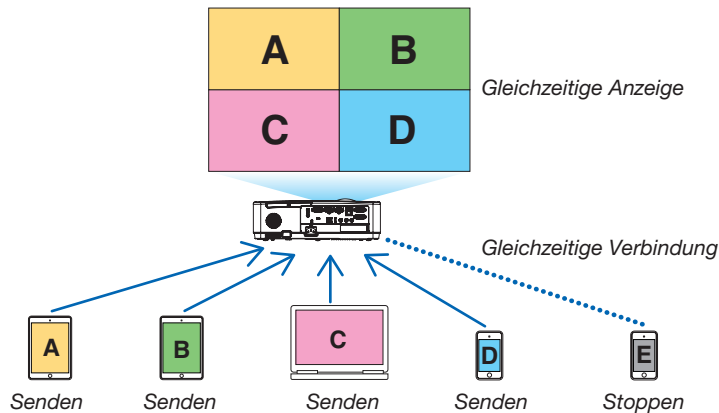 A B
Gleichzeitige Anzeige
C D
Gleichzeitige Verbindung
A B C D E
Senden Senden Senden Senden Stoppen